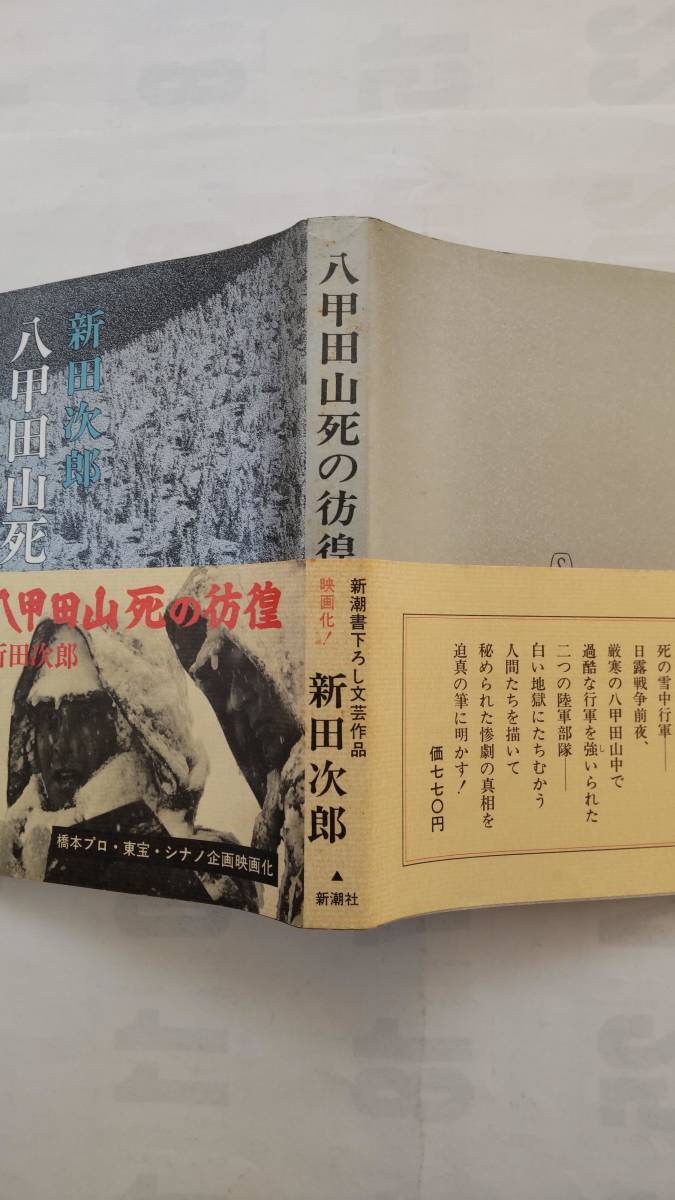 新田次郎
八甲田山死
八甲田山死の彷徨
新田次郎
橋本プロ・東宝・シナノ企画映画化
八甲田山死の彷徨
新潮書下ろし文芸作品
映画化!
新田次郎
▲
新潮社
死の雪中行軍——
日露戦争前夜、
厳寒の八甲田山中で
過酷な行軍を強いられた
二つの陸軍部隊——
白い地獄にたちむかう
人間たちを描いて
秘められた惨劇の真相を
迫真の筆に明かす!
価七七〇円